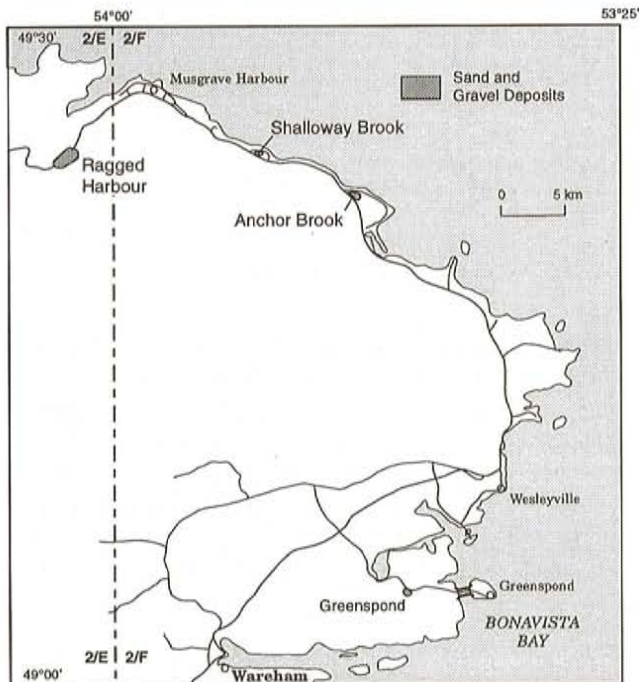 54°00'
53°25'
49°30'
2/E
2/F
Musgrave Harbour
Sand and
Gravel Deposits
Shalloway Brook
Ragged
Harbour
0 5 km
Anchor Brook
Wesleyville
Greenspond
Greenspond
BONAVISTA
BAY
2/E
2/F
49°00'
Wareham